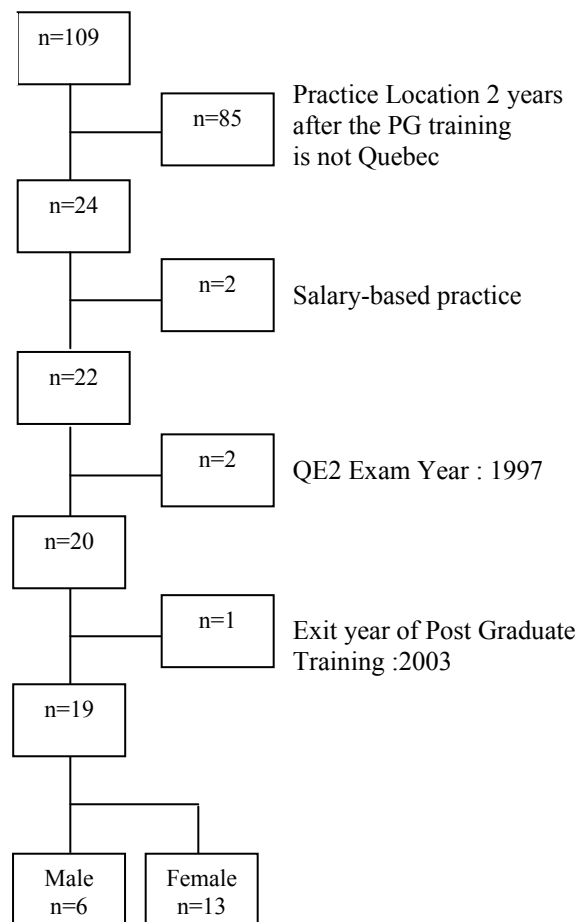 n=109
n=85
Practice Location 2 years
after the PG training
is not Quebec
n=24
n=2
Salary-based practice
n=22
n=2
QE2 Exam Year : 1997
n=20
n=1
Exit year of Post Graduate
Training :2003
n=19
Male
n=6
Female
n=13